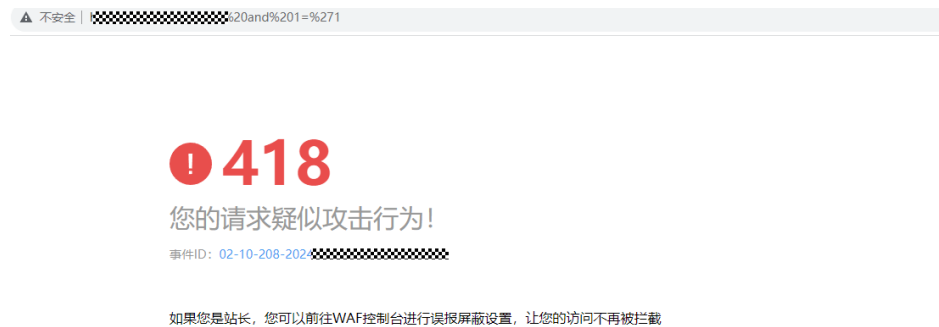 不安全
%20and%201=%271
418
您的请求疑似攻击行为!
事件ID: 02-10-208-2024
如果您是站长，您可以前往WAF控制台进行误报屏蔽设置，让您的访问不再被拦截